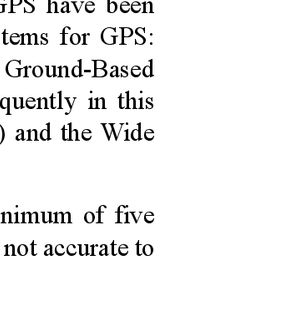 GPS have been
tems for GPS:
Ground-Based
quently in this
) and the Wide
nimum of five
not accurate to